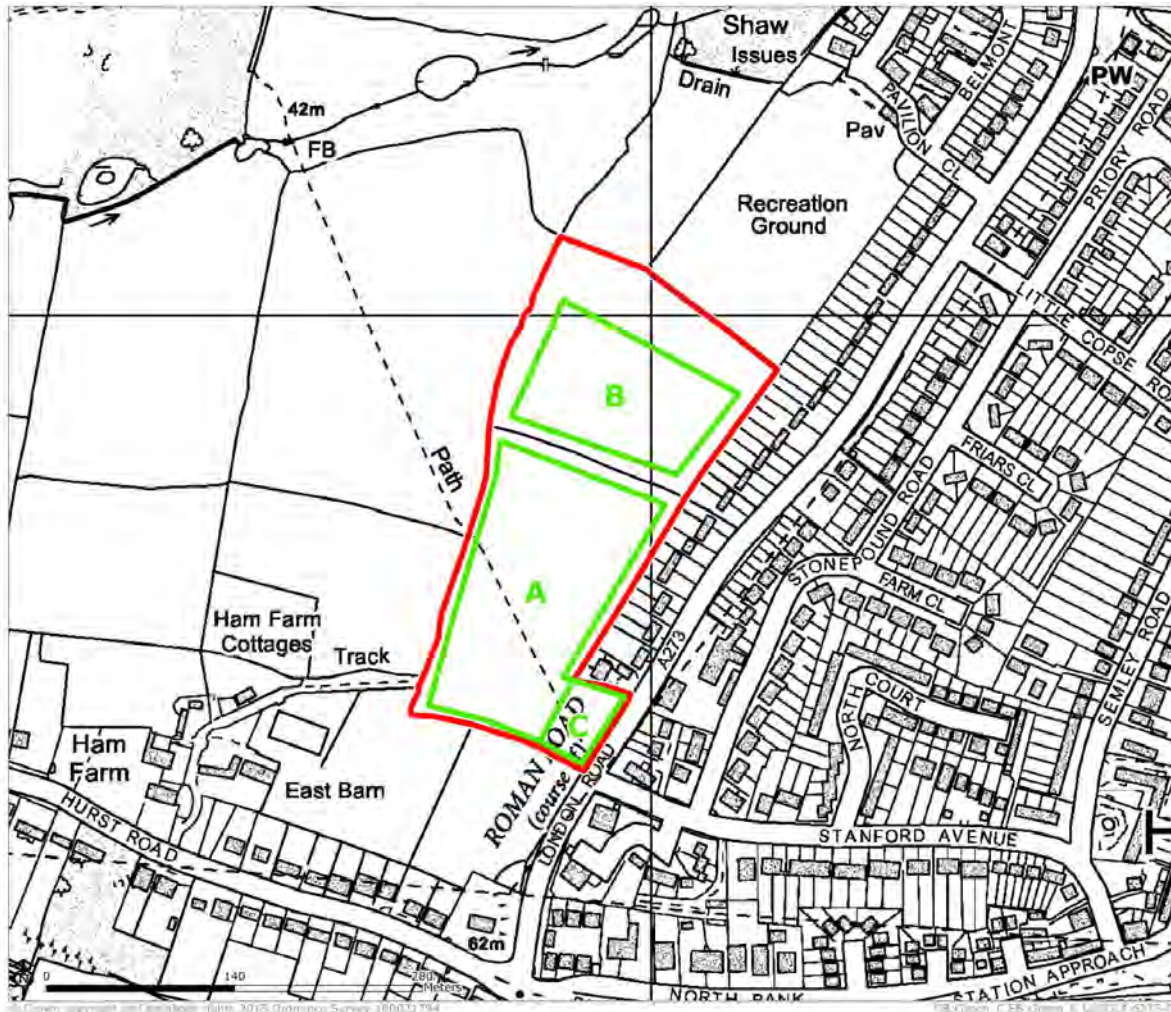 Shaw
Issues
Drain
Pav
PAVILION CL
BELMONT
PW
PRIORY ROAD
42m
FB
Recreation
Ground
LITTLE COPSE RO
B
Path
FRIARS CL
STONEPOUND ROAD
FARM CL
A
Ham Farm
Cottages
Track
A273
NORTH COURT
SEMLEY ROAD
C
Ham
Farm
East Barn
ROMAN ROAD
(course
LONDON ROAD
HURST ROAD
STANFORD AVENUE
62m
0 140 280
Meters
NORTH BANK
STATION APPROACH